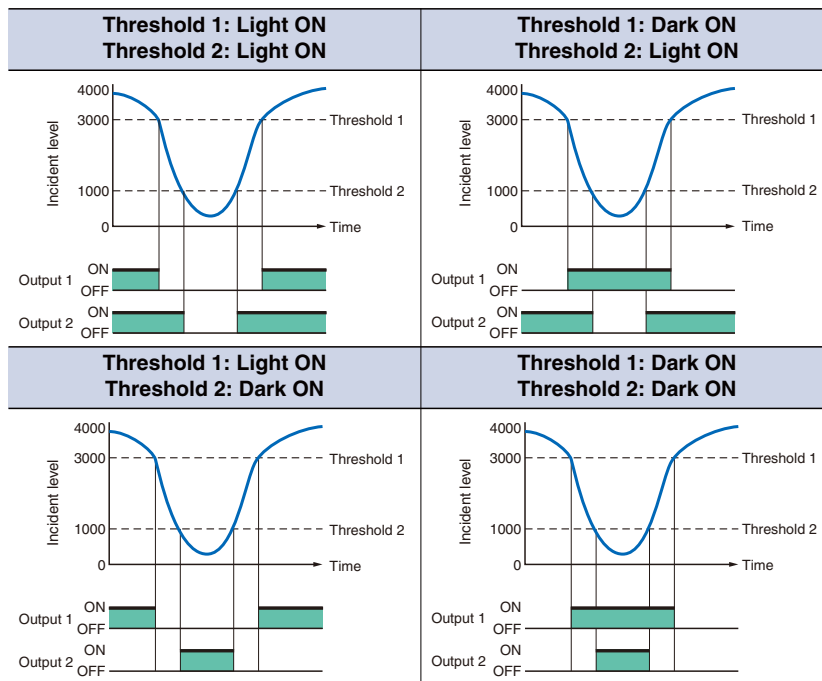 Threshold 1: Light ON
Threshold 2: Light ON
4000
3000
1000
0
Incident level
Threshold 1
Threshold 2
Time
Output 1 ON
OFF
Output 2 ON
OFF
Threshold 1: Dark ON
Threshold 2: Light ON
4000
3000
1000
0
Incident level
Threshold 1
Threshold 2
Time
Output 1 ON
OFF
Output 2 ON
OFF
Threshold 1: Light ON
Threshold 2: Dark ON
4000
3000
1000
0
Incident level
Threshold 1
Threshold 2
Time
Output 1 ON
OFF
Output 2 ON
OFF
Threshold 1: Dark ON
Threshold 2: Dark ON
4000
3000
1000
0
Incident level
Threshold 1
Threshold 2
Time
Output 1 ON
OFF
Output 2 ON
OFF